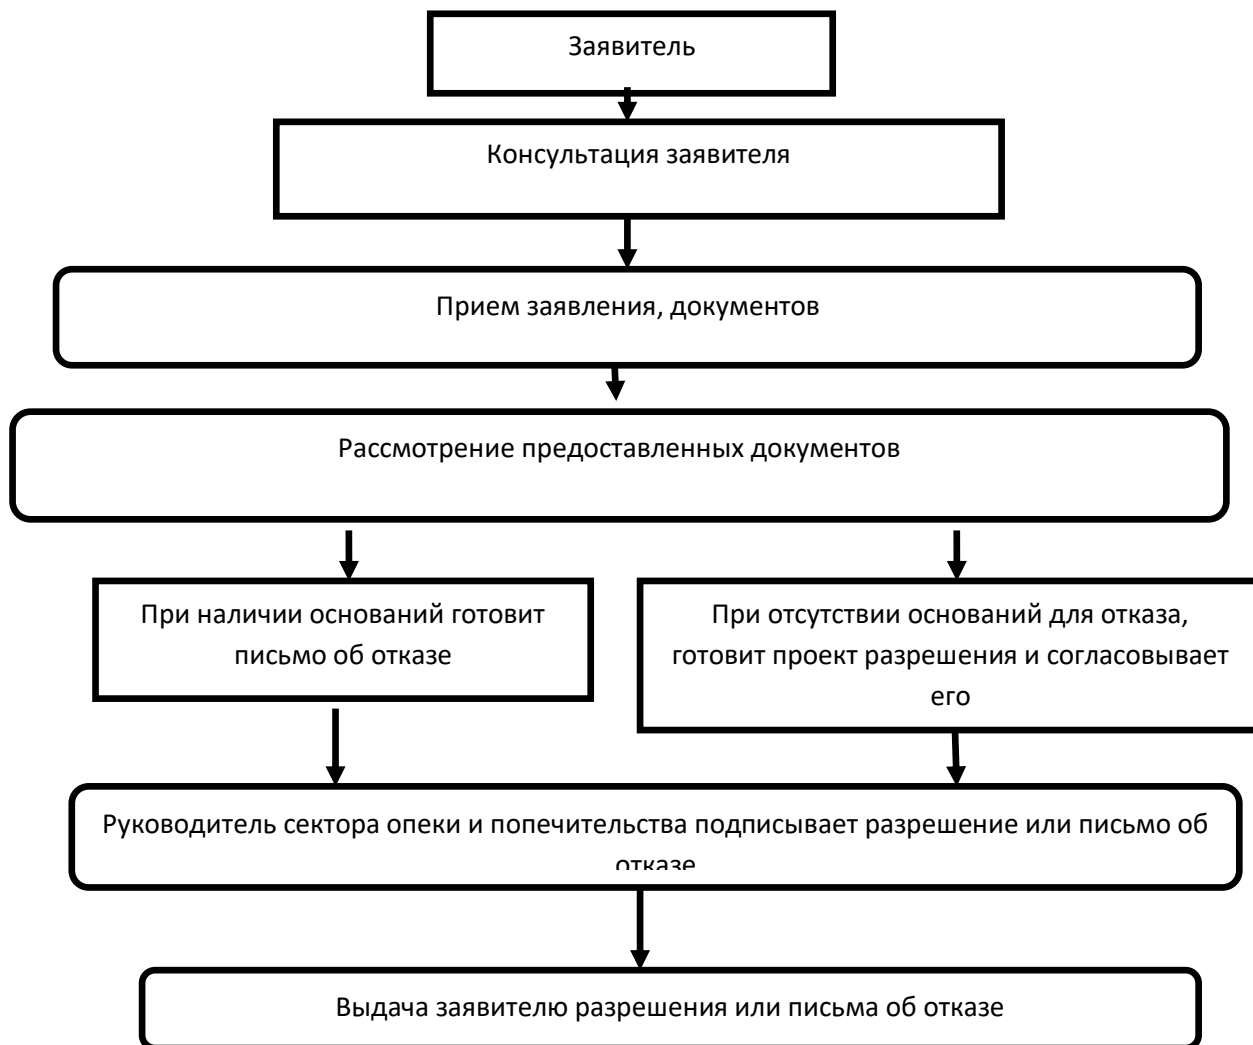 Заявитель
Консультация заявителя
Прием заявления, документов
Рассмотрение предоставленных документов
При наличии оснований готовит
письмо об отказе
При отсутствии оснований для отказа,
готовит проект разрешения и согласовывает
его
Руководитель сектора опеки и попечительства подписывает разрешение или письмо об
отказе
Выдача заявителю разрешения или письма об отказе